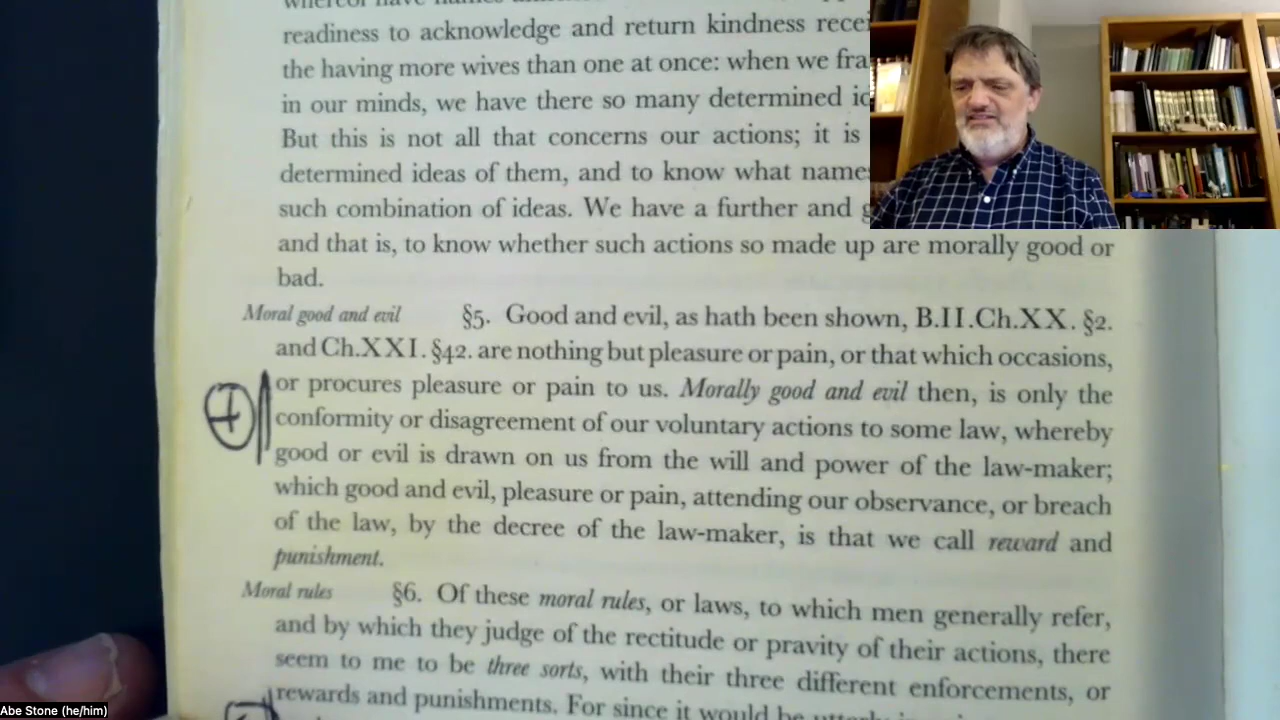 readiness to acknowledge and return kindness
the having more wives than one at once: when we
in our minds, we have there so many determined
But this is not all that concerns our actions; it is
determined ideas of them, and to know what
such combination of ideas. We have a further and
and that is, to know whether such actions so made up are morally good or
bad.
Moral good and evil §5. Good and evil, as hath been shown, B.II.Ch.XX. §2.
and Ch.XXI. §42. are nothing but pleasure or pain, or that which occasions,
or procures pleasure or pain to us. Morally good and evil then, is only the
conformity or disagreement of our voluntary actions to some law, whereby
good or evil is drawn on us from the will and power of the law-maker;
which good and evil, pleasure or pain, attending our observance, or breach
of the law, by the decree of the law-maker, is that we call reward and
punishment.
Moral rules §6. Of these moral rules, or laws, to which men generally refer,
and by which they judge of the rectitude or pravity of their actions, there
seem to me to be three sorts, with their three different enforcements, or
rewards and punishments. For since it would be
Abe Stone (he/him)